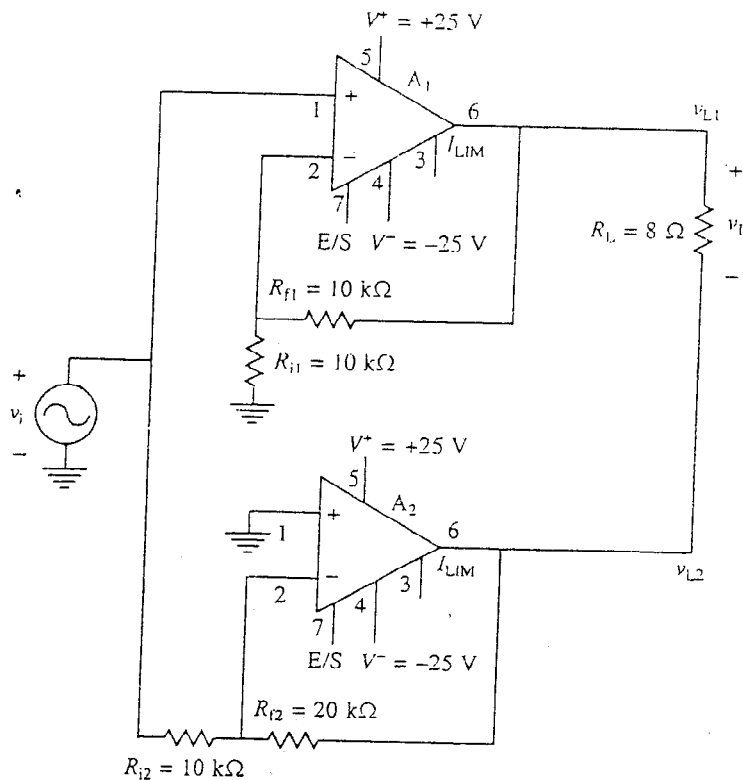 V⁺ = +25 V
5
A₁
1
+
6
v_L1
2
−
I_LIM
3
4
7
E/S V⁻ = −25 V
+
R_L = 8 Ω
v_L
−
R_f1 = 10 kΩ
R_i1 = 10 kΩ
+
v_i
−
V⁺ = +25 V
5
A₂
+
1
6
−
2
I_LIM
3
4
7
v_L2
E/S V⁻ = −25 V
R_f2 = 20 kΩ
R_i2 = 10 kΩ